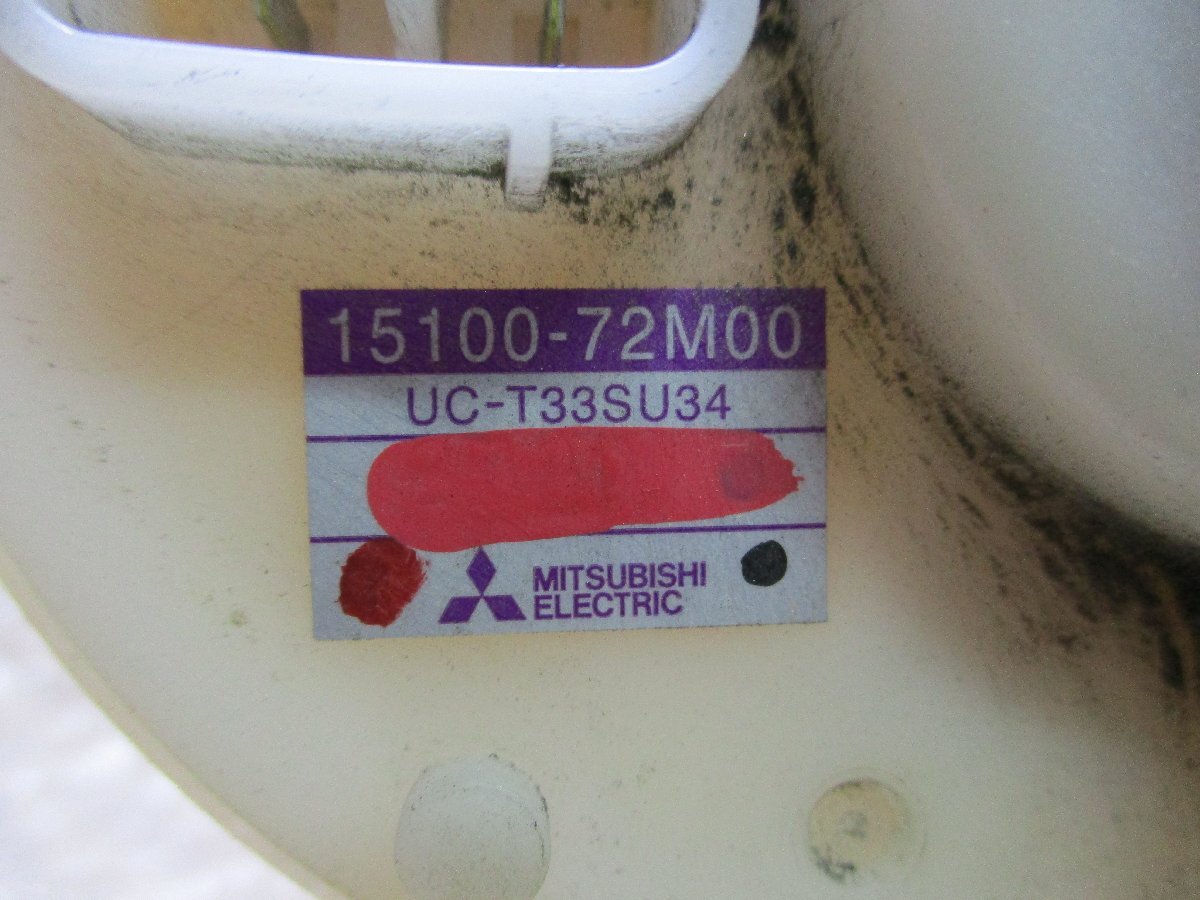 15100-72M00
UC-T33SU34
MITSUBISHI
ELECTRIC